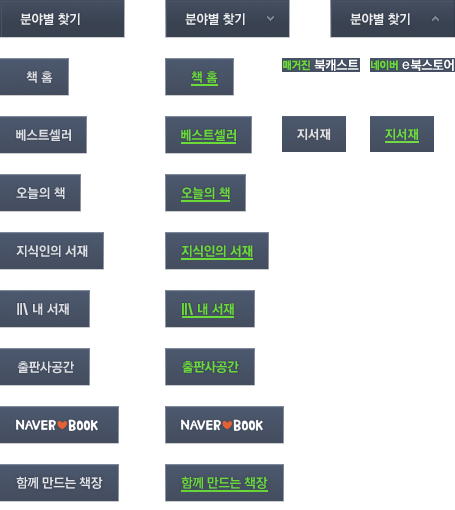 분야별 찾기 분야별 찾기 분야별 찾기
책 홈 책 홈 매거진 북캐스트 네이버 e북스토어
베스트셀러 베스트셀러 지서재 지서재
오늘의 책 오늘의 책
지식인의 서재 지식인의 서재
내 서재 내 서재
출판사공간 출판사공간
NAVER BOOK NAVER BOOK
함께 만드는 책장 함께 만드는 책장